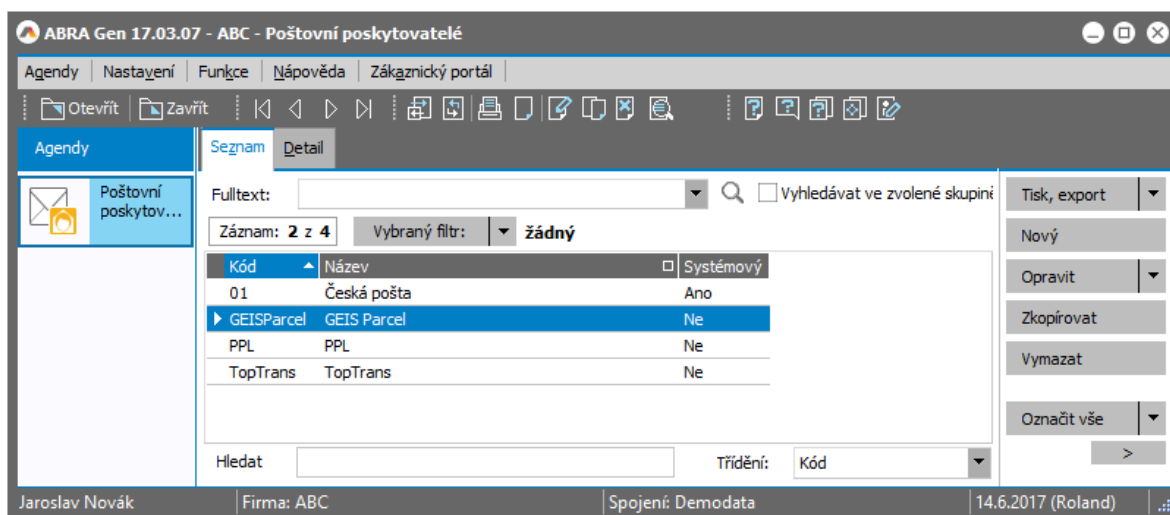 ABRA Gen 17.03.07 - ABC - Poštovní poskytovatelé
Agendy Nastavení Funkce Nápověda Zákaznický portál
Otevřít Zavřít
Agendy
Poštovní
poskytov...
Seznam Detail
Fulltext: Vyhledávat ve zvolené skupině
Záznam: 2 z 4 Vybraný filtr: žádný
Kód Název Systémový
01 Česká pošta Ano
GEISParcel GEIS Parcel Ne
PPL PPL Ne
TopTrans TopTrans Ne
Hledat Třídění: Kód
Tisk, export
Nový
Opravit
Zkopírovat
Vymazat
Označit vše
>
Jaroslav Novák Firma: ABC Spojení: Demodata 14.6.2017 (Roland)